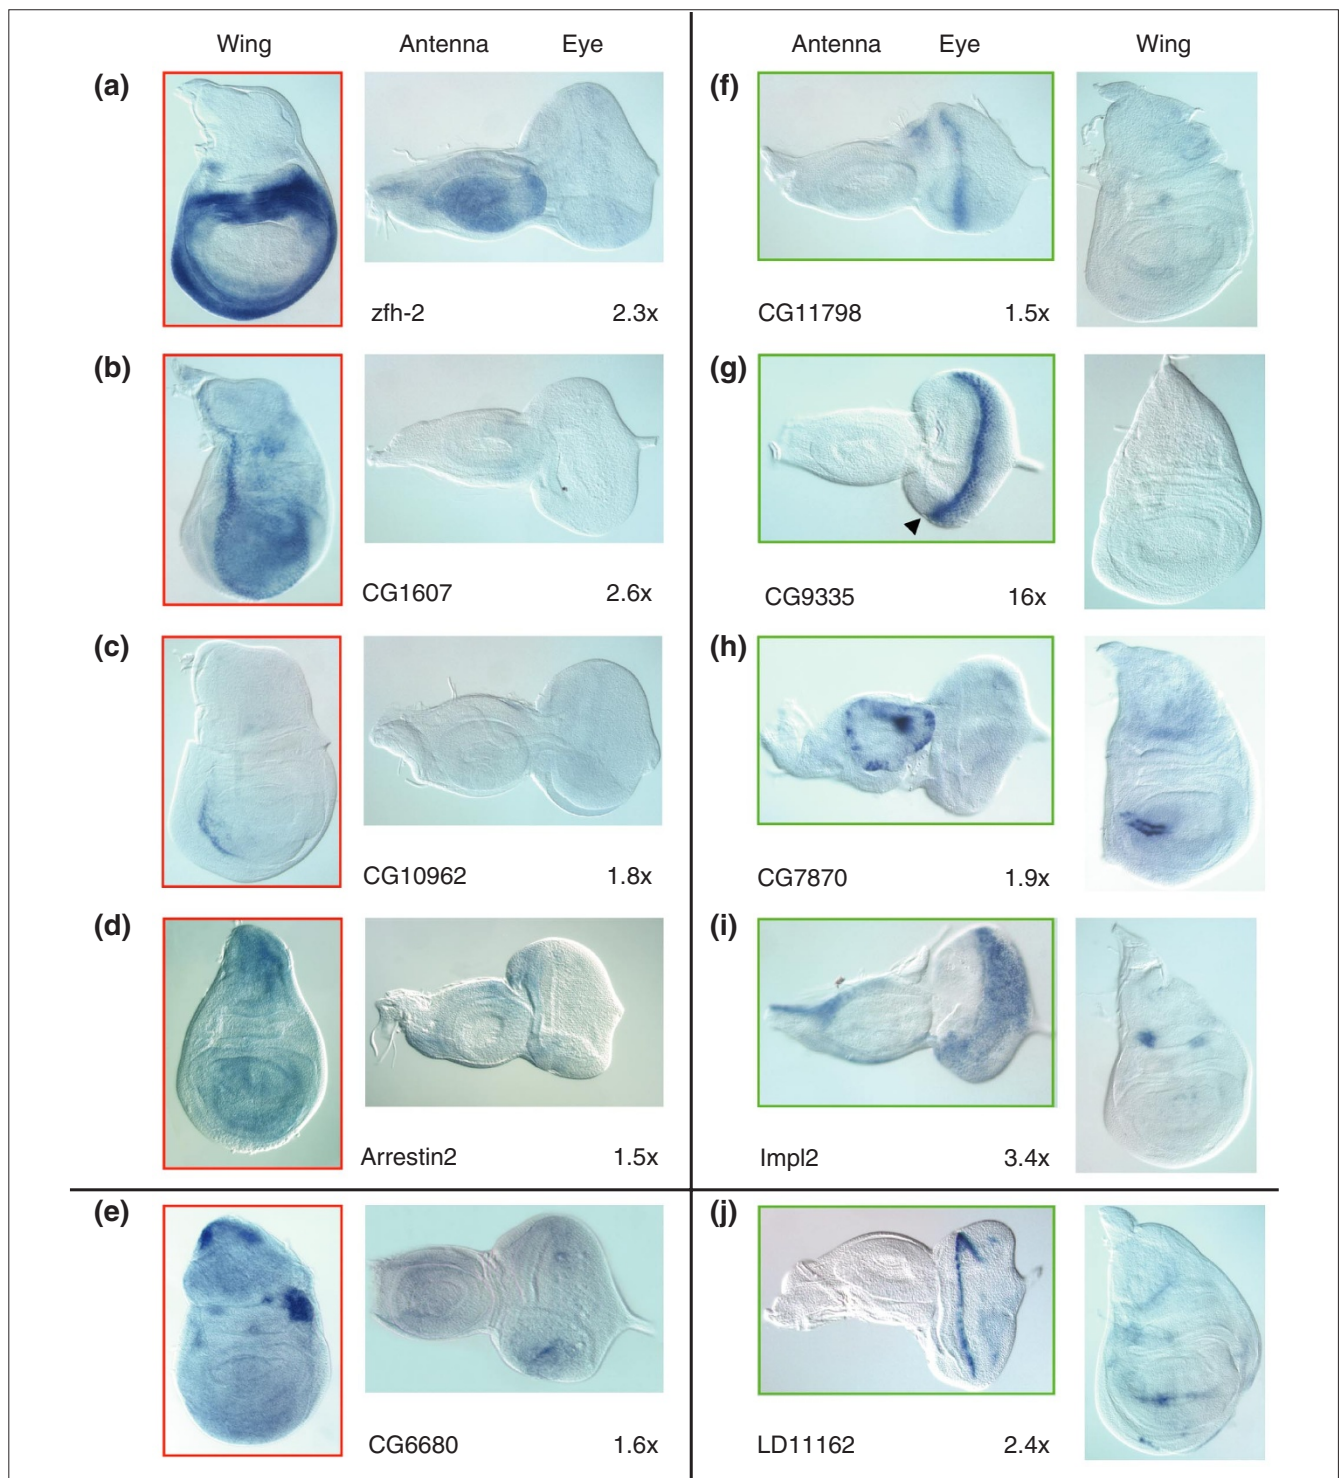 Wing Antenna Eye Antenna Eye Wing
(a) (f)
zfh-2 2.3x CG11798 1.5x
(b) (g)
CG1607 2.6x CG9335 16x
(c) (h)
CG10962 1.8x CG7870 1.9x
(d) (i)
Arrestin2 1.5x Impl2 3.4x
(e) (j)
CG6680 1.6x LD11162 2.4x